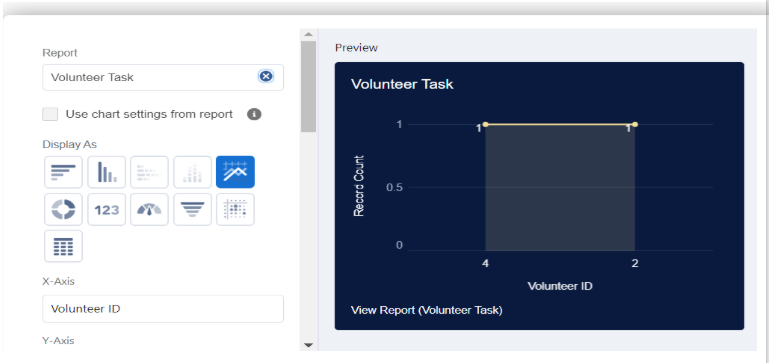 Report
Volunteer Task
Use chart settings from report
Display As
123
X-Axis
Volunteer ID
Y-Axis
Preview
Volunteer Task
1
0.5
0
Record Count
1
1
4
2
Volunteer ID
View Report (Volunteer Task)